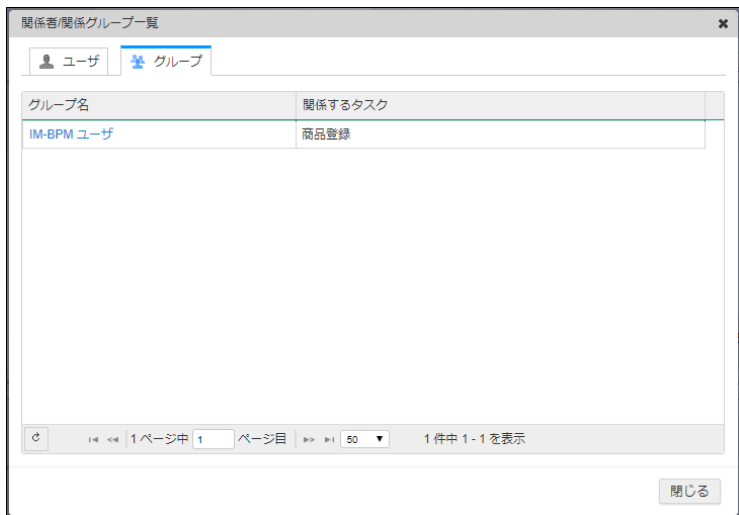 関係者/関係グループ一覧
ユーザ グループ
グループ名 関係するタスク
IM-BPM ユーザ 商品登録
1 ページ中 1 ページ目 50 1 件中 1 - 1 を表示
閉じる